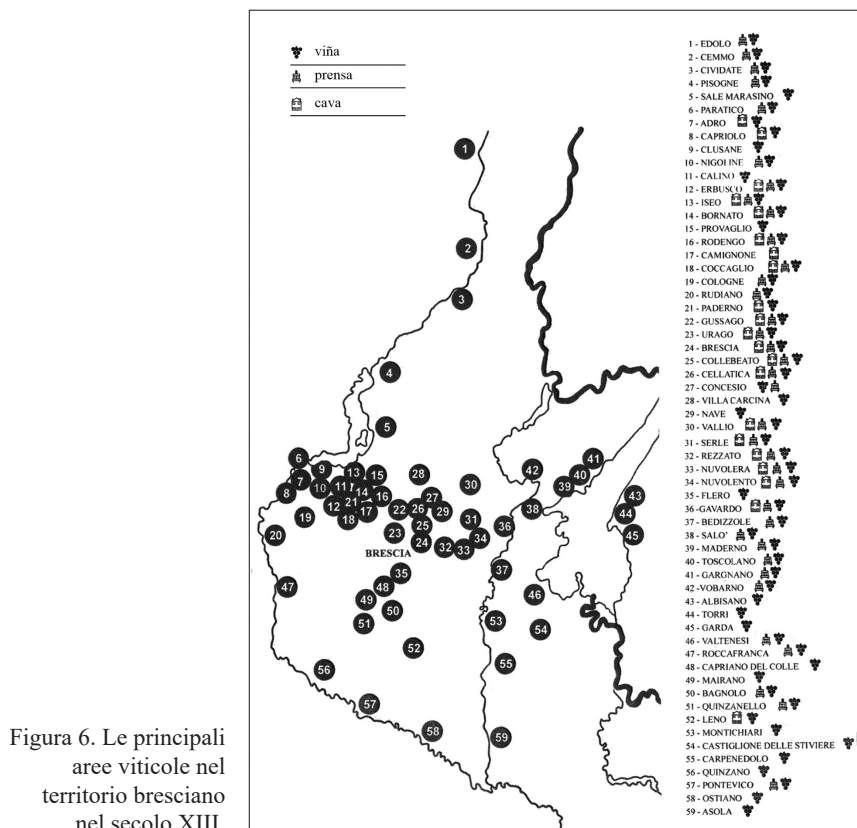 viña
prensa
cava
1 - EDOLO
2 - CEMMO
3 - CIVIDATE
4 - PISOGNE
5 - SALE MARASINO
6 - PARATICO
7 - ADRO
8 - CAPRIOLO
9 - CLUSANE
10 - NIGOLINE
11 - CALINO
12 - ERBUSCO
13 - ISEO
14 - BORNATO
15 - PROVAGLIO
16 - RODENGO
17 - CAMIGNONE
18 - COCCAGLIO
19 - COLOGNE
20 - RUDIANO
21 - PADERNO
22 - GUSSAGO
23 - URAGO
24 - BRESCIA
25 - COLLEBEATO
26 - CELLATICA
27 - CONCESIO
28 - VILLA CARCINA
29 - NAVE
30 - VALLIO
31 - SERLE
32 - REZZATO
33 - NUVOLERA
34 - NUVOLENTO
35 - FLERO
36 - GAVARDO
37 - BEDIZZOLE
38 - SALO'
39 - MADERNO
40 - TOSCOLANO
41 - GARGNANO
42 - VOBARNO
43 - ALBISANO
44 - TORRI
45 - GARDA
46 - VALTENESI
47 - ROCCAFRANCA
48 - CAPRIANO DEL COLLE
49 - MAIRANO
50 - BAGNOLO
51 - QUINZANELLO
52 - LENO
53 - MONTICHIARI
54 - CASTIGLIONE DELLE STIVIERE
55 - CARPENEDOLO
56 - QUINZANO
57 - PONTEVICO
58 - OSTIANO
59 - ASOLA
1
2
3
4
5
6
9
13
15
28
7
8
10
11
17
14
16
12
21
18
19
20
22
26
27
29
30
25
23
24
31
32
33
34
36
42
38
39
40
41
43
44
45
BRESCIA
35
37
47
48
49
50
51
46
53
54
52
55
56
57
58
59
Figura 6. Le principali
aree viticole nel
territorio bresciano
nel secolo XIII.